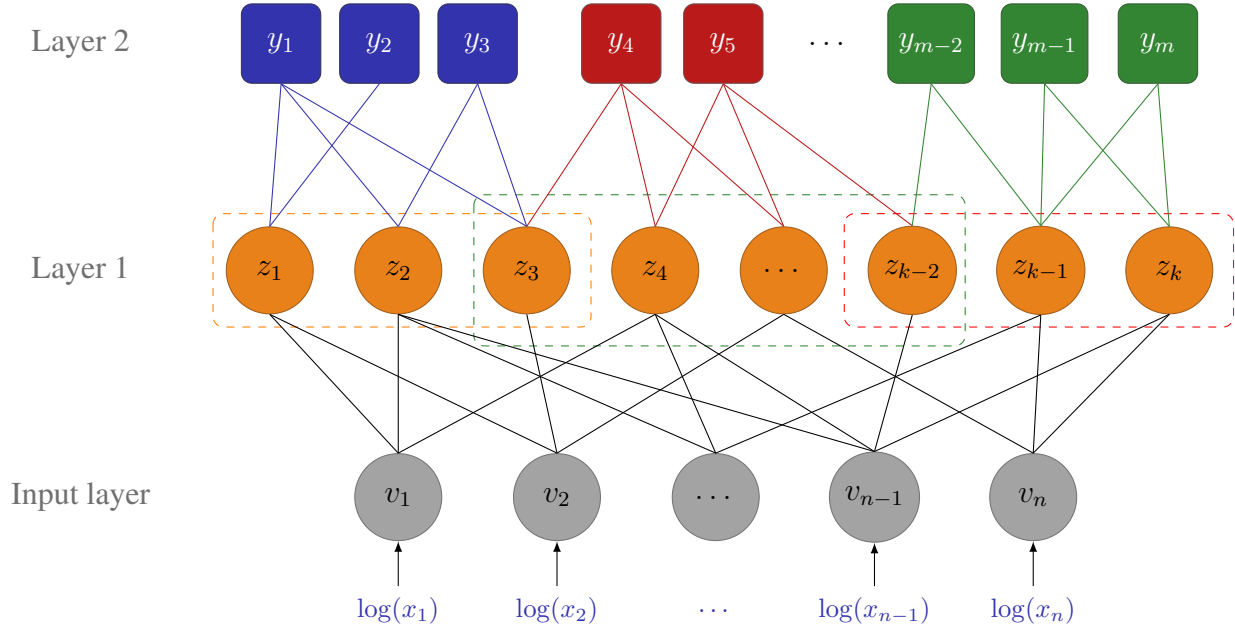 Layer 2 y₁ y₂ y₃ y₄ y₅ ... yₘ₋₂ yₘ₋₁ yₘ
Layer 1 z₁ z₂ z₃ z₄ ... zₖ₋₂ zₖ₋₁ zₖ
Input layer v₁ v₂ ... vₙ₋₁ vₙ
log(x₁) log(x₂) ... log(xₙ₋₁) log(xₙ)